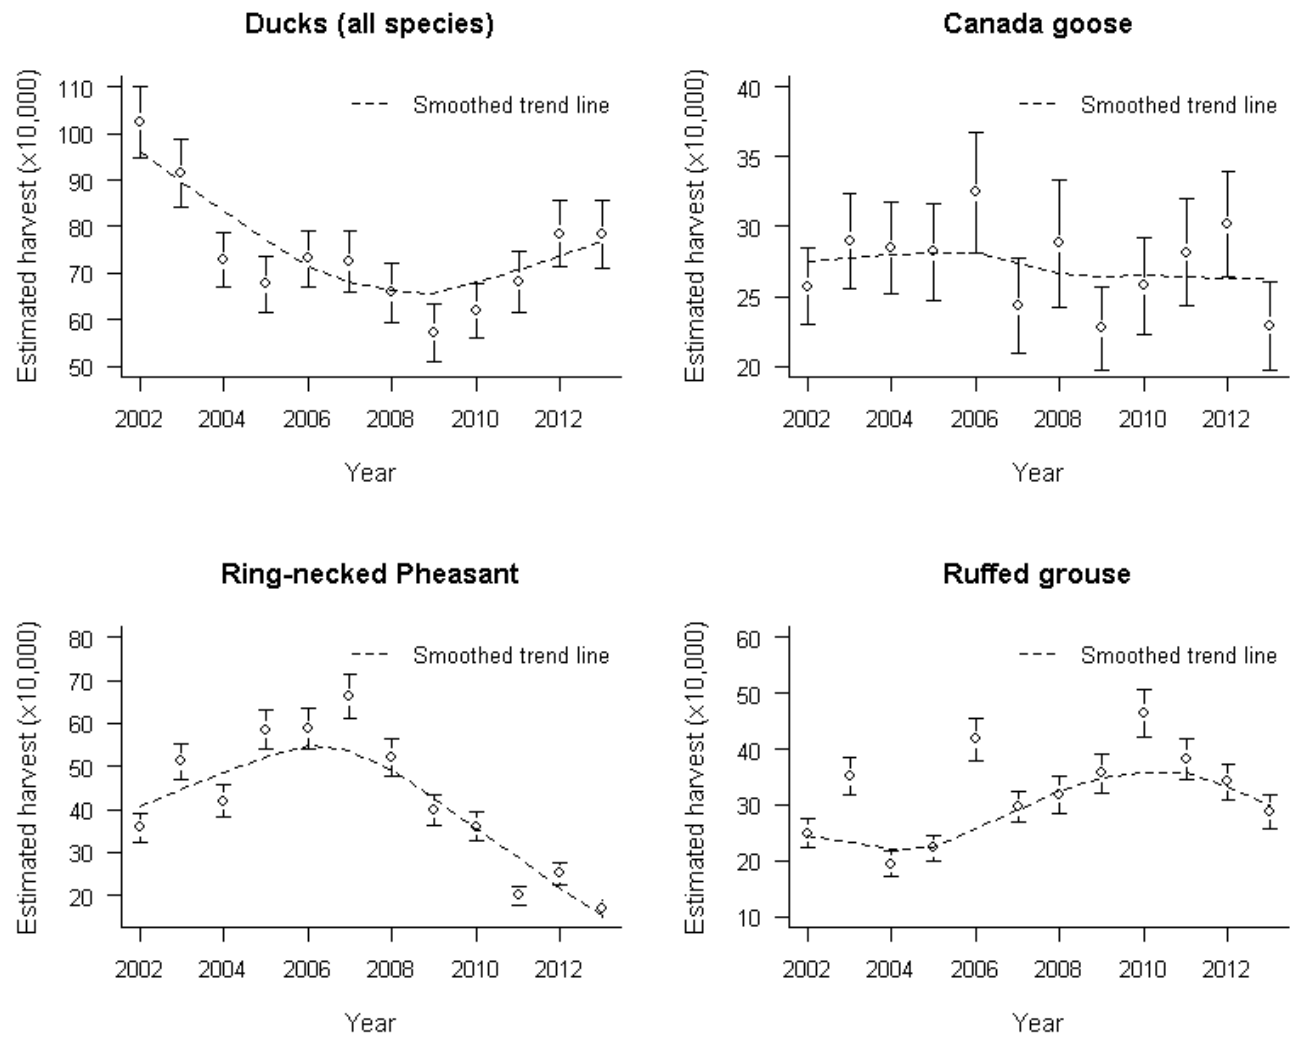 Ducks (all species)
Estimated harvest (x10,000)
110
100
90
80
70
60
50
Smoothed trend line
2002 2004 2006 2008 2010 2012
Year
Canada goose
Estimated harvest (x10,000)
40
35
30
25
20
Smoothed trend line
2002 2004 2006 2008 2010 2012
Year
Ring-necked Pheasant
Estimated harvest (x10,000)
80
70
60
50
40
30
20
Smoothed trend line
2002 2004 2006 2008 2010 2012
Year
Ruffed grouse
Estimated harvest (x10,000)
60
50
40
30
20
10
Smoothed trend line
2002 2004 2006 2008 2010 2012
Year